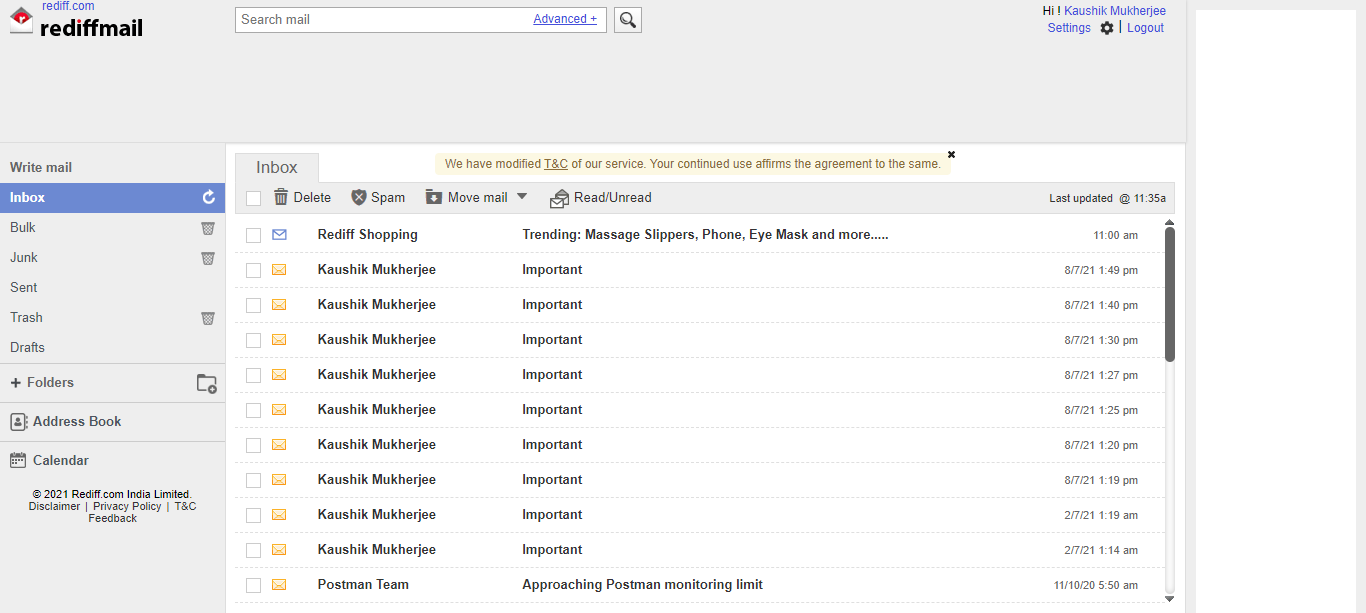 rediff.com
rediffmail
Search mail Advanced +
Hi ! Kaushik Mukherjee
Settings | Logout
Write mail
Inbox
Bulk
Junk
Sent
Trash
Drafts
+ Folders
Address Book
Calendar
© 2021 Rediff.com India Limited.
Disclaimer | Privacy Policy | T&C
Feedback
Inbox
We have modified T&C of our service. Your continued use affirms the agreement to the same.
Delete Spam Move mail Read/Unread Last updated @ 11:35a
Rediff Shopping Trending: Massage Slippers, Phone, Eye Mask and more..... 11:00 am
Kaushik Mukherjee Important 8/7/21 1:49 pm
Kaushik Mukherjee Important 8/7/21 1:40 pm
Kaushik Mukherjee Important 8/7/21 1:30 pm
Kaushik Mukherjee Important 8/7/21 1:27 pm
Kaushik Mukherjee Important 8/7/21 1:25 pm
Kaushik Mukherjee Important 8/7/21 1:20 pm
Kaushik Mukherjee Important 8/7/21 1:19 pm
Kaushik Mukherjee Important 2/7/21 1:19 am
Kaushik Mukherjee Important 2/7/21 1:14 am
Postman Team Approaching Postman monitoring limit 11/10/20 5:50 am